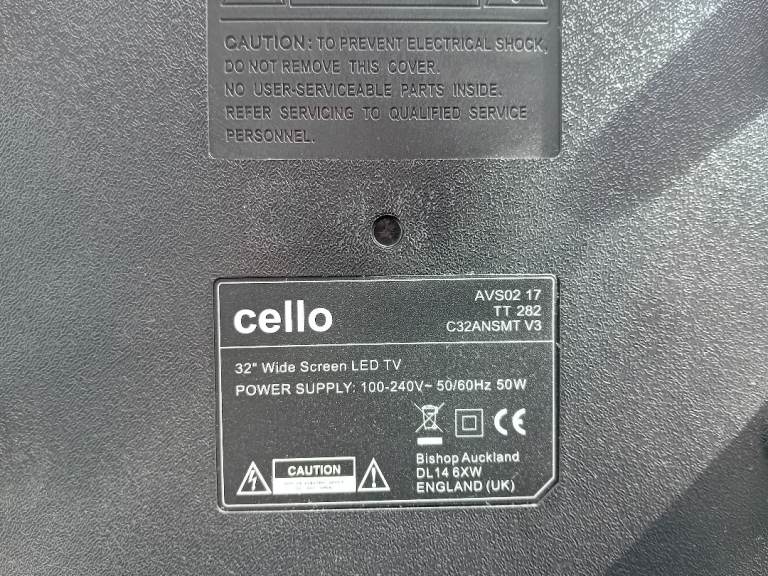 CAUTION: TO PREVENT ELECTRICAL SHOCK,
DO NOT REMOVE THIS COVER.
NO USER-SERVICEABLE PARTS INSIDE.
REFER SERVICING TO QUALIFIED SERVICE
PERSONNEL.
cello
AVS02 17
TT 282
C32ANSMT V3
32" Wide Screen LED TV
POWER SUPPLY: 100-240V~ 50/60Hz 50W
CE
CAUTION
Bishop Auckland
DL14 6XW
ENGLAND (UK)